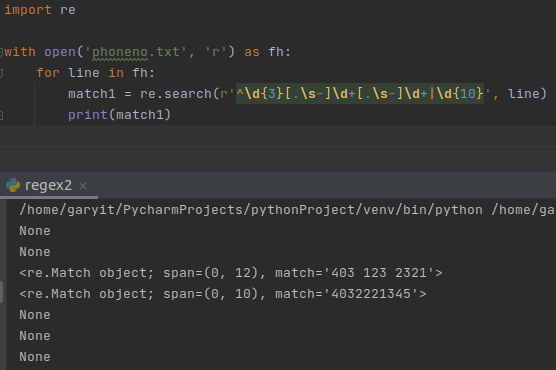 import re
with open('phoneno.txt', 'r') as fh:
    for line in fh:
        match1 = re.search(r'^\d{3}[.\s-]\d+[.\s-]\d+|\d{10}', line)
        print(match1)
regex2 ×
/home/garyit/PycharmProjects/pythonProject/venv/bin/python /home/ga
None
None
<re.Match object; span=(0, 12), match='403 123 2321'>
<re.Match object; span=(0, 10), match='4032221345'>
None
None
None